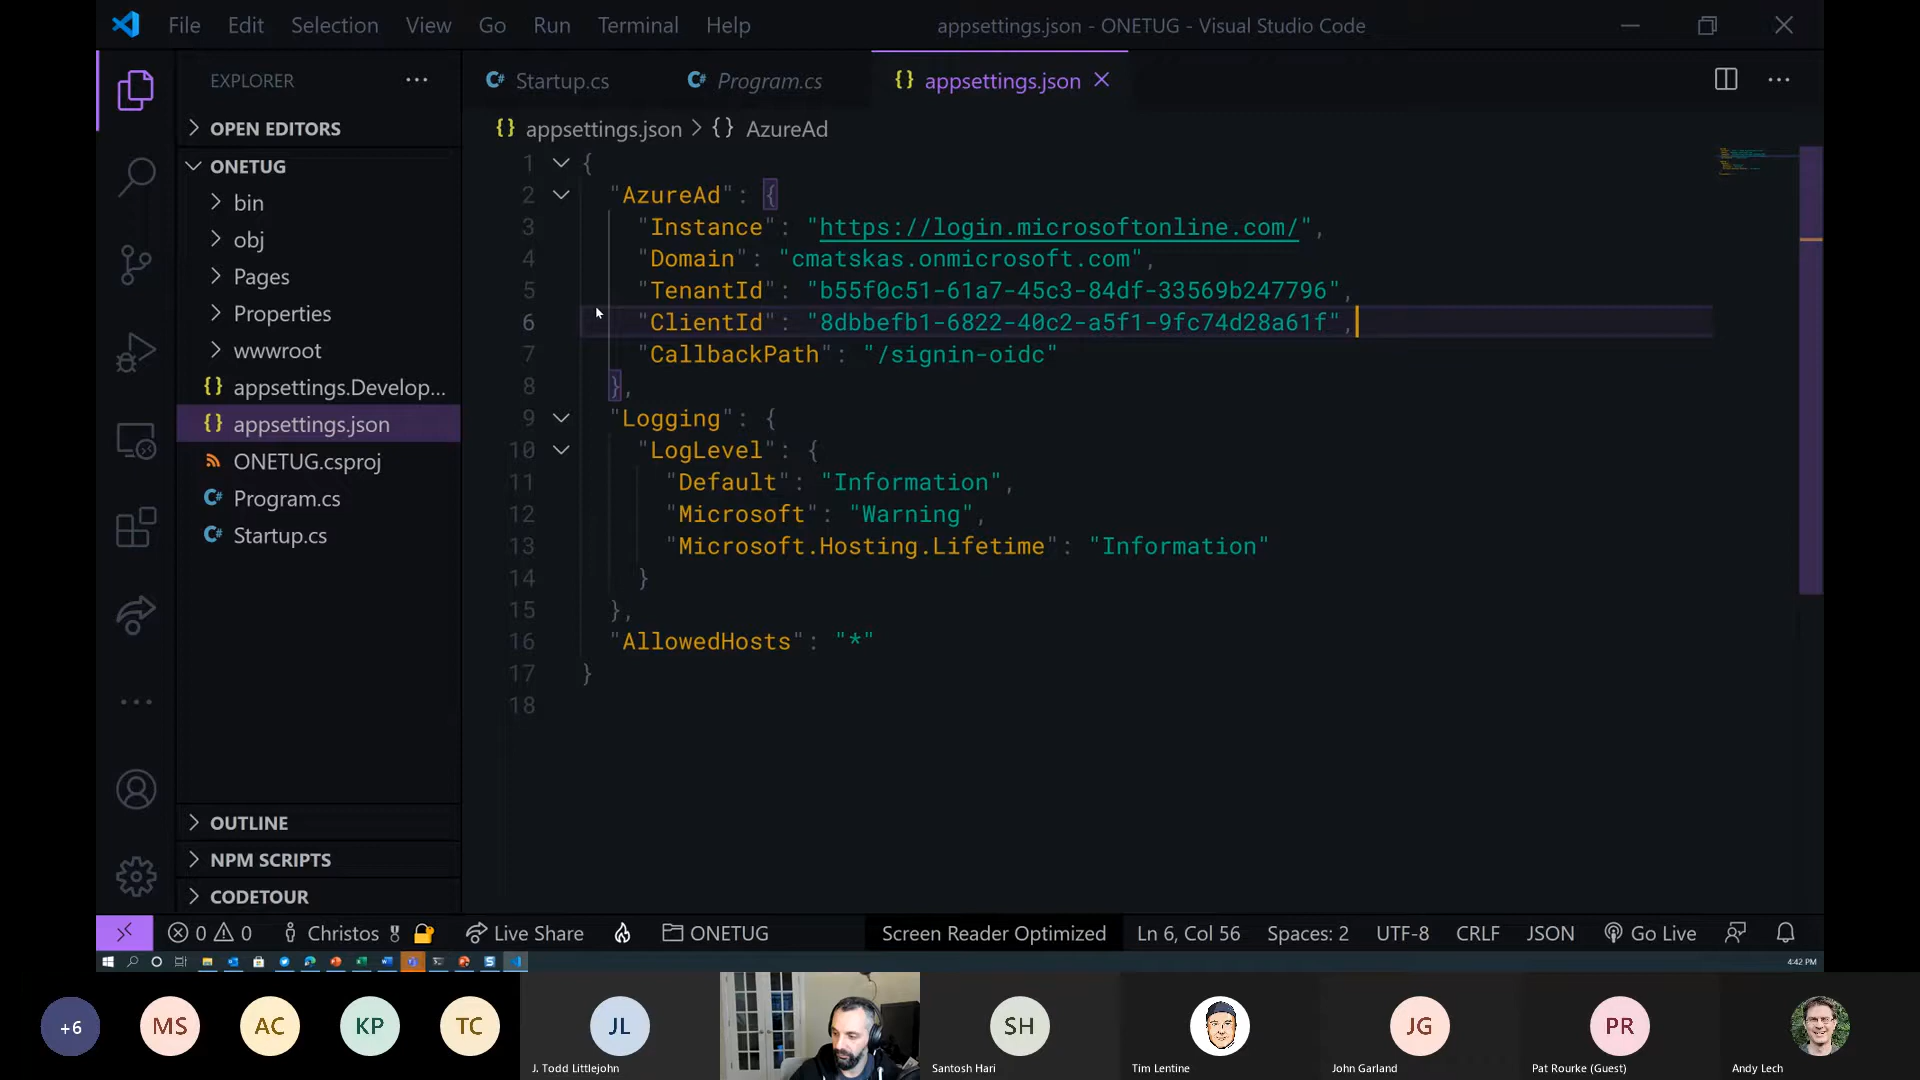 File Edit Selection View Go Run Terminal Help appsettings.json - ONETUG - Visual Studio Code
EXPLORER
OPEN EDITORS
ONETUG
bin
obj
Pages
Properties
wwwroot
appsettings.Develop...
appsettings.json
ONETUG.csproj
Program.cs
Startup.cs
OUTLINE
NPM SCRIPTS
CODETOUR
Startup.cs Program.cs appsettings.json
{} appsettings.json > {} AzureAd
1 {
2 "AzureAd": {
3 "Instance": "https://login.microsoftonline.com/",
4 "Domain": "cmatskas.onmicrosoft.com",
5 "TenantId": "b55f0c51-61a7-45c3-84df-33569b247796",
6 "ClientId": "8dbbefb1-6822-40c2-a5f1-9fc74d28a61f",
7 "CallbackPath": "/signin-oidc"
8 },
9 "Logging": {
10 "LogLevel": {
11 "Default": "Information",
12 "Microsoft": "Warning",
13 "Microsoft.Hosting.Lifetime": "Information"
14 }
15 },
16 "AllowedHosts": "*"
17 }
18
0 0 Christos Live Share ONETUG Screen Reader Optimized Ln 6, Col 56 Spaces: 2 UTF-8 CRLF JSON Go Live
4:42 PM
+6 MS AC KP TC JL SH JG PR
J. Todd Littlejohn Santosh Hari Tim Lentine John Garland Pat Rourke (Guest) Andy Lech